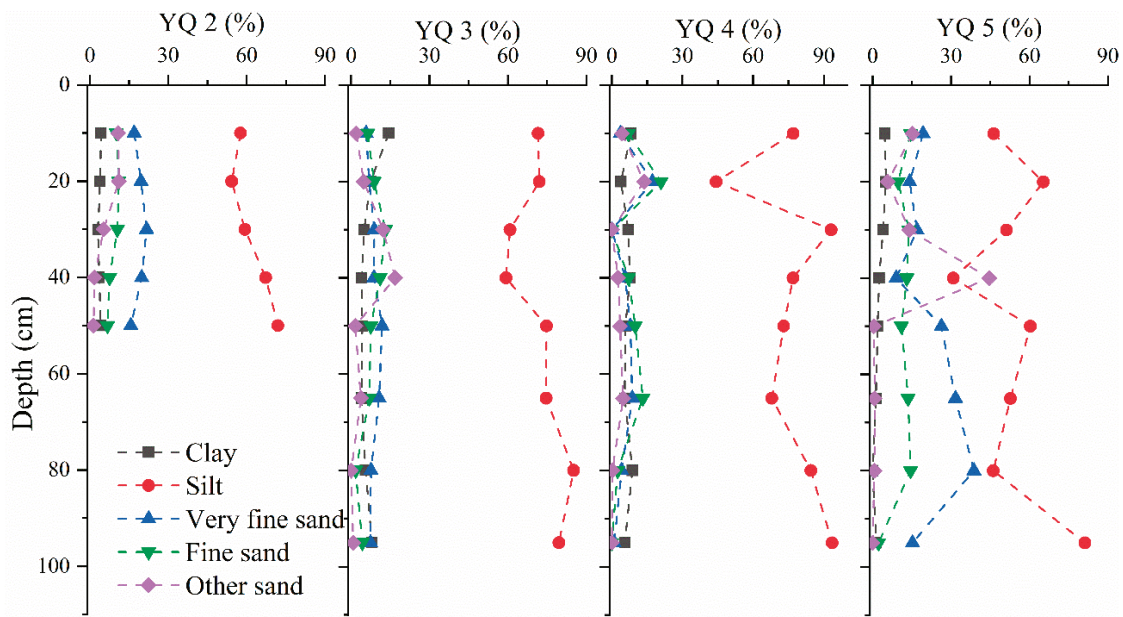 YQ 2 (%) YQ 3 (%) YQ 4 (%) YQ 5 (%)
0 30 60 90 0 30 60 90 0 30 60 90 0 30 60 90
0
20
40
60
80
100
Depth (cm)
Clay
Silt
Very fine sand
Fine sand
Other sand